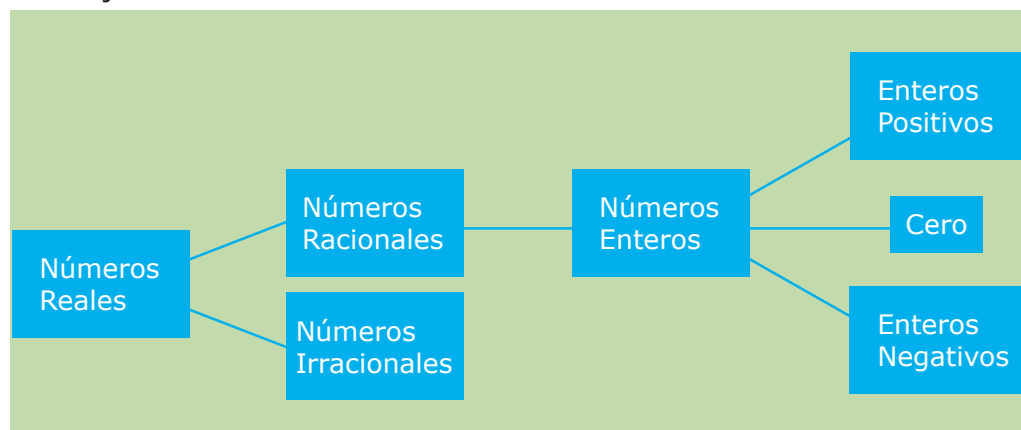 Números
Reales
Números
Racionales
Números
Irracionales
Números
Enteros
Enteros
Positivos
Cero
Enteros
Negativos